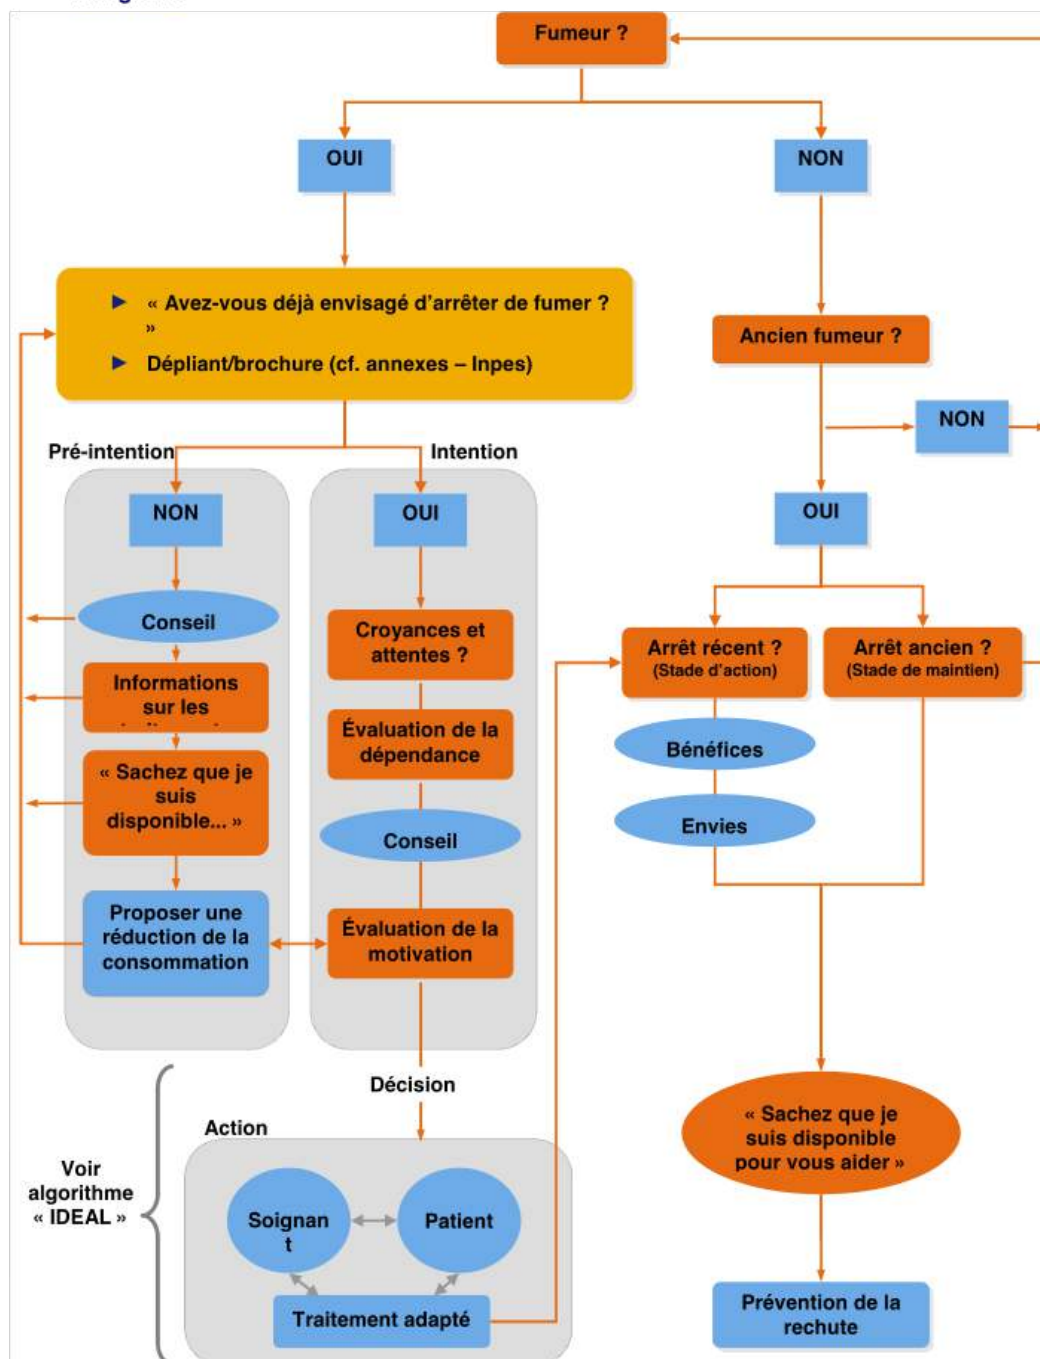 Fumeur ?
OUI
NON
« Avez-vous déjà envisagé d'arrêter de fumer ?
»
Dépliant/brochure (cf. annexes – Inpes)
Ancien fumeur ?
NON
Pré-intention
Intention
NON
OUI
OUI
Conseil
Croyances et
attentes ?
Arrêt récent ?
(Stade d'action)
Arrêt ancien ?
(Stade de maintien)
Informations
sur les
Évaluation de la
dépendance
Bénéfices
« Sachez que je
suis
disponible... »
Conseil
Envies
Proposer une
réduction de la
consommation
Évaluation de la
motivation
Décision
Action
Voir
algorithme
« IDEAL »
Soignan
t
Patient
Traitement adapté
« Sachez que je
suis disponible
pour vous aider »
Prévention de la
rechute